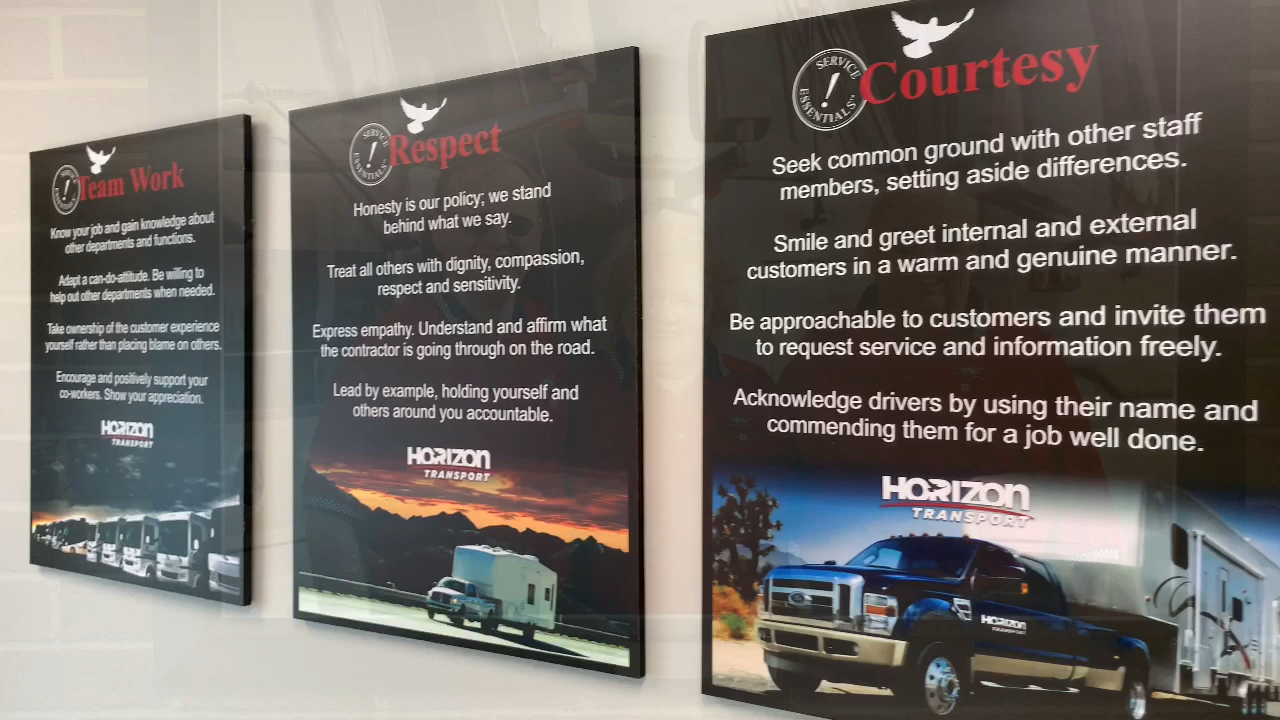 SERVICE ESSENTIALS
Team Work
Know your job and gain knowledge about
other departments and functions.
Adapt a can-do-attitude. Be willing to
help out other departments when needed.
Take ownership of the customer experience
yourself rather than placing blame on others.
Encourage and positively support your
co-workers. Show your appreciation.
HORIZON
TRANSPORT
SERVICE ESSENTIALS
!
Respect
Honesty is our policy; we stand
behind what we say.
Treat all others with dignity, compassion,
respect and sensitivity.
Express empathy. Understand and affirm what
the contractor is going through on the road.
Lead by example, holding yourself and
others around you accountable.
HORIZON
TRANSPORT
SERVICE ESSENTIALS™
!
Courtesy
Seek common ground with other staff
members, setting aside differences.
Smile and greet internal and external
customers in a warm and genuine manner.
Be approachable to customers and invite them
to request service and information freely.
Acknowledge drivers by using their name and
commending them for a job well done.
HORIZON
TRANSPORT
Ford
HORIZON
TRANSPORT